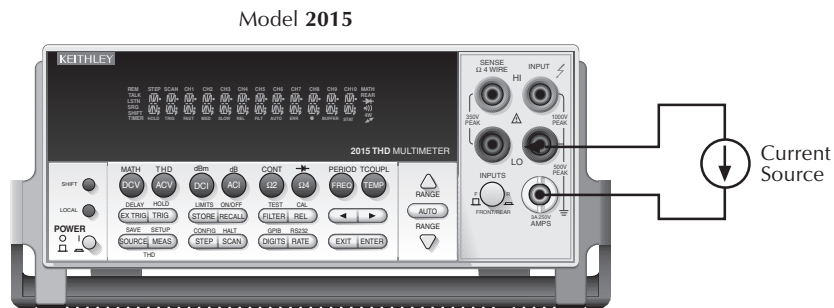 Model 2015
KEITHLEY
SENSE
Ω 4 WIRE
INPUT
HI
REM STEP SCAN CH1 CH2 CH3 CH4 CH5 CH6 CH7 CH8 CH9 CH10 MATH
TALK
LSTN
SRQ
SHIFT
TIMER HOLD TRIG FAST MED SLOW REL FILT AUTO ERR BUFFER STAT
REAR
4W
350V
PEAK
1000V
PEAK
2015 THD MULTIMETER
LO
500V
PEAK
Current
Source
MATH THD dBm dB CONT PERIOD TCOUPL
SHIFT
DCV ACV DCI ACI Ω2 Ω4 FREQ TEMP
RANGE
INPUTS
F R
FRONT/REAR
DELAY HOLD LIMITS ON/OFF TEST CAL
LOCAL
EX TRIG TRIG STORE RECALL FILTER REL
AUTO
3A 250V
AMPS
POWER
O I
SAVE SETUP CONFIG HALT GPIB RS232
SOURCE MEAS STEP SCAN DIGITS RATE EXIT ENTER
RANGE
THD